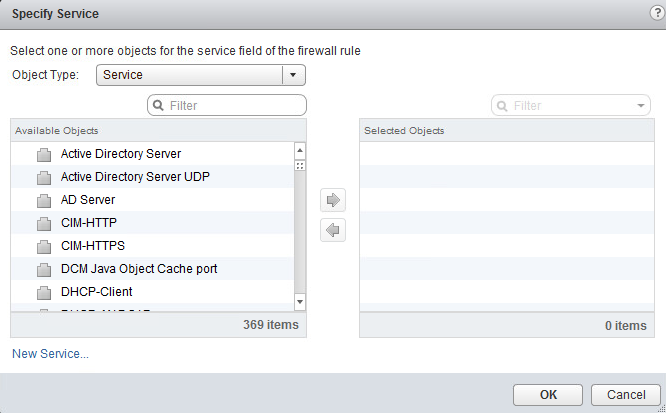 Specify Service
?
Select one or more objects for the service field of the firewall rule
Object Type: Service
Filter
Filter
Available Objects
Selected Objects
Active Directory Server
Active Directory Server UDP
AD Server
CIM-HTTP
CIM-HTTPS
DCM Java Object Cache port
DHCP-Client
369 items
0 items
New Service...
OK
Cancel